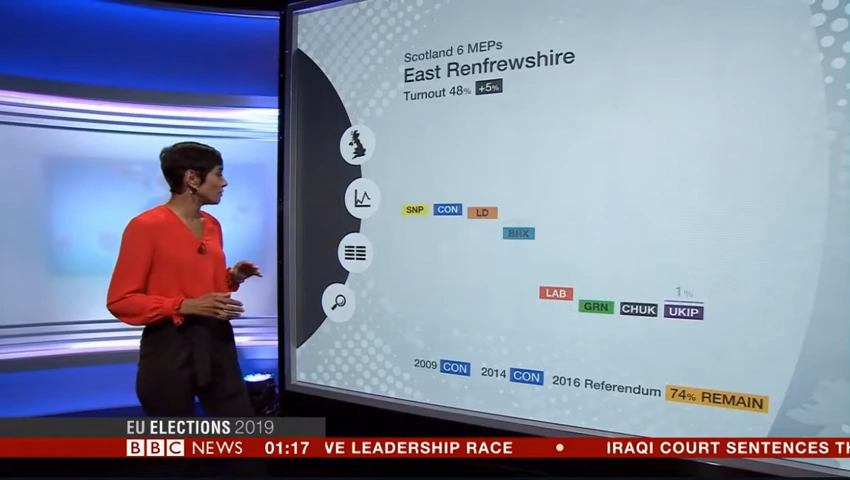 Scotland 6 MEPs
East Renfrewshire
Turnout 48% +5%
SNP CON LD
BRX
LAB GRN CHUK UKIP
1%
2009 CON 2014 CON 2016 Referendum 74% REMAIN
EU ELECTIONS 2019
BBC NEWS 01:17 VE LEADERSHIP RACE • IRAQI COURT SENTENCES TH